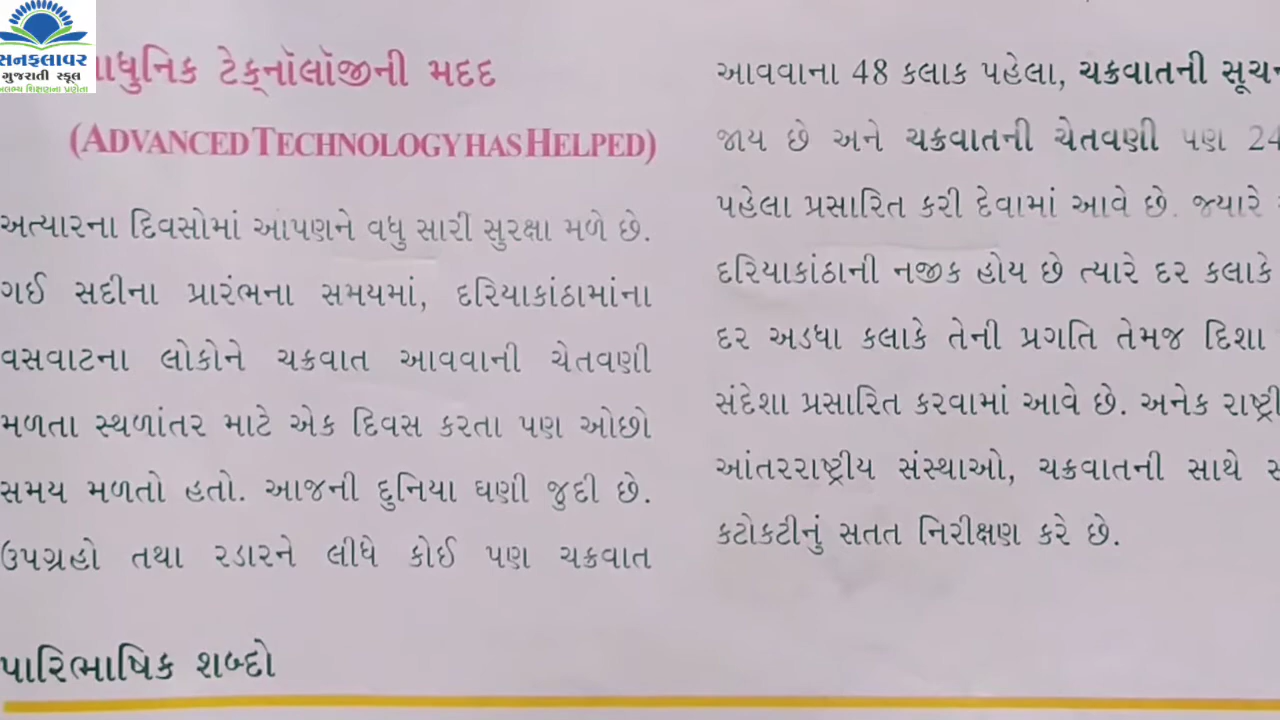 સનફલાવર
ગુજરાતી સ્કૂલ
ાધુનિક ટેક્નૉલૉજીની મદદ
(ADVANCED TECHNOLOGY HAS HELPED)
અત્યારના દિવસોમાં આપણને વધુ સારી સુરક્ષા મળે છે.
ગઈ સદીના પ્રારંભના સમયમાં, દરિયાકાંઠામાંના
વસવાટના લોકોને ચક્રવાત આવવાની ચેતવણી
મળતા સ્થળાંતર માટે એક દિવસ કરતા પણ ઓછો
સમય મળતો હતો. આજની દુનિયા ઘણી જુદી છે.
ઉપગ્રહો તથા રડારને લીધે કોઈ પણ ચક્રવાત
આવવાના 48 કલાક પહેલા, ચક્રવાતની સૂચન
જાય છે અને ચક્રવાતની ચેતવણી પણ 24
પહેલા પ્રસારિત કરી દેવામાં આવે છે. જ્યારે
દરિયાકાંઠાની નજીક હોય છે ત્યારે દર કલાકે
દર અડધા કલાકે તેની પ્રગતિ તેમજ દિશા
સંદેશા પ્રસારિત કરવામાં આવે છે. અનેક રાષ્ટ્રી
આંતરરાષ્ટ્રીય સંસ્થાઓ, ચક્રવાતની સાથે
કટોકટીનું સતત નિરીક્ષણ કરે છે.
પારિભાષિક શબ્દો